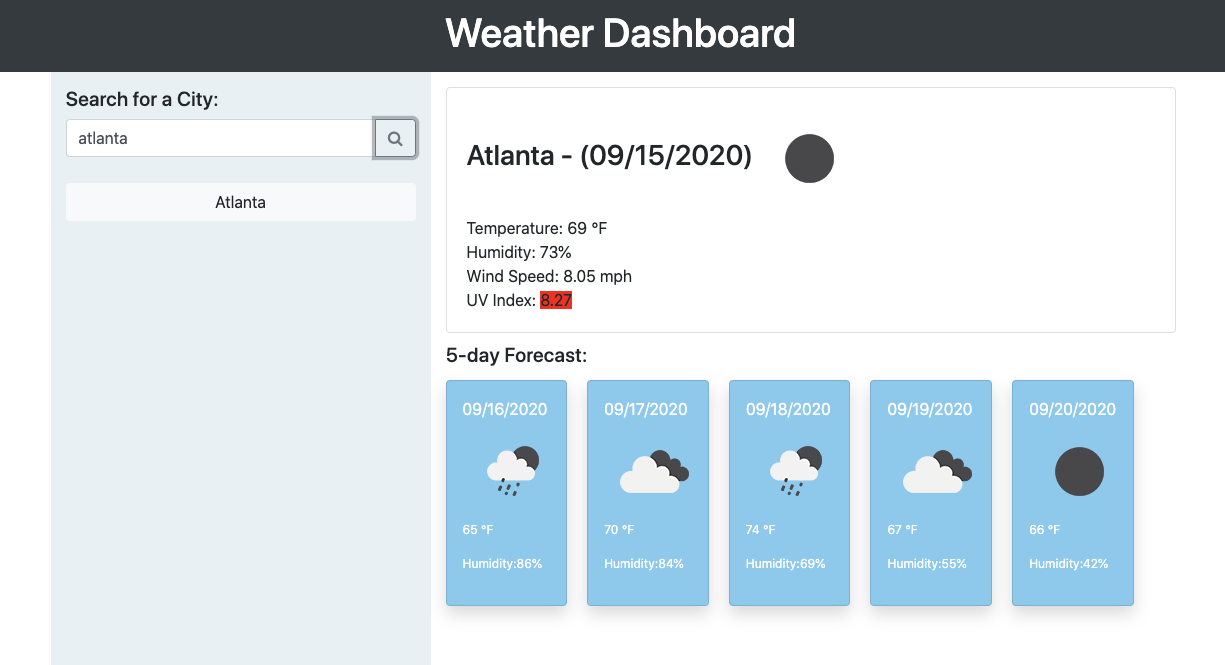 Weather Dashboard
Search for a City:
atlanta
Atlanta
Atlanta - (09/15/2020)
Temperature: 69 °F
Humidity: 73%
Wind Speed: 8.05 mph
UV Index: 8.27
5-day Forecast:
09/16/2020
65 °F
Humidity:86%
09/17/2020
70 °F
Humidity:84%
09/18/2020
74 °F
Humidity:69%
09/19/2020
67 °F
Humidity:55%
09/20/2020
66 °F
Humidity:42%